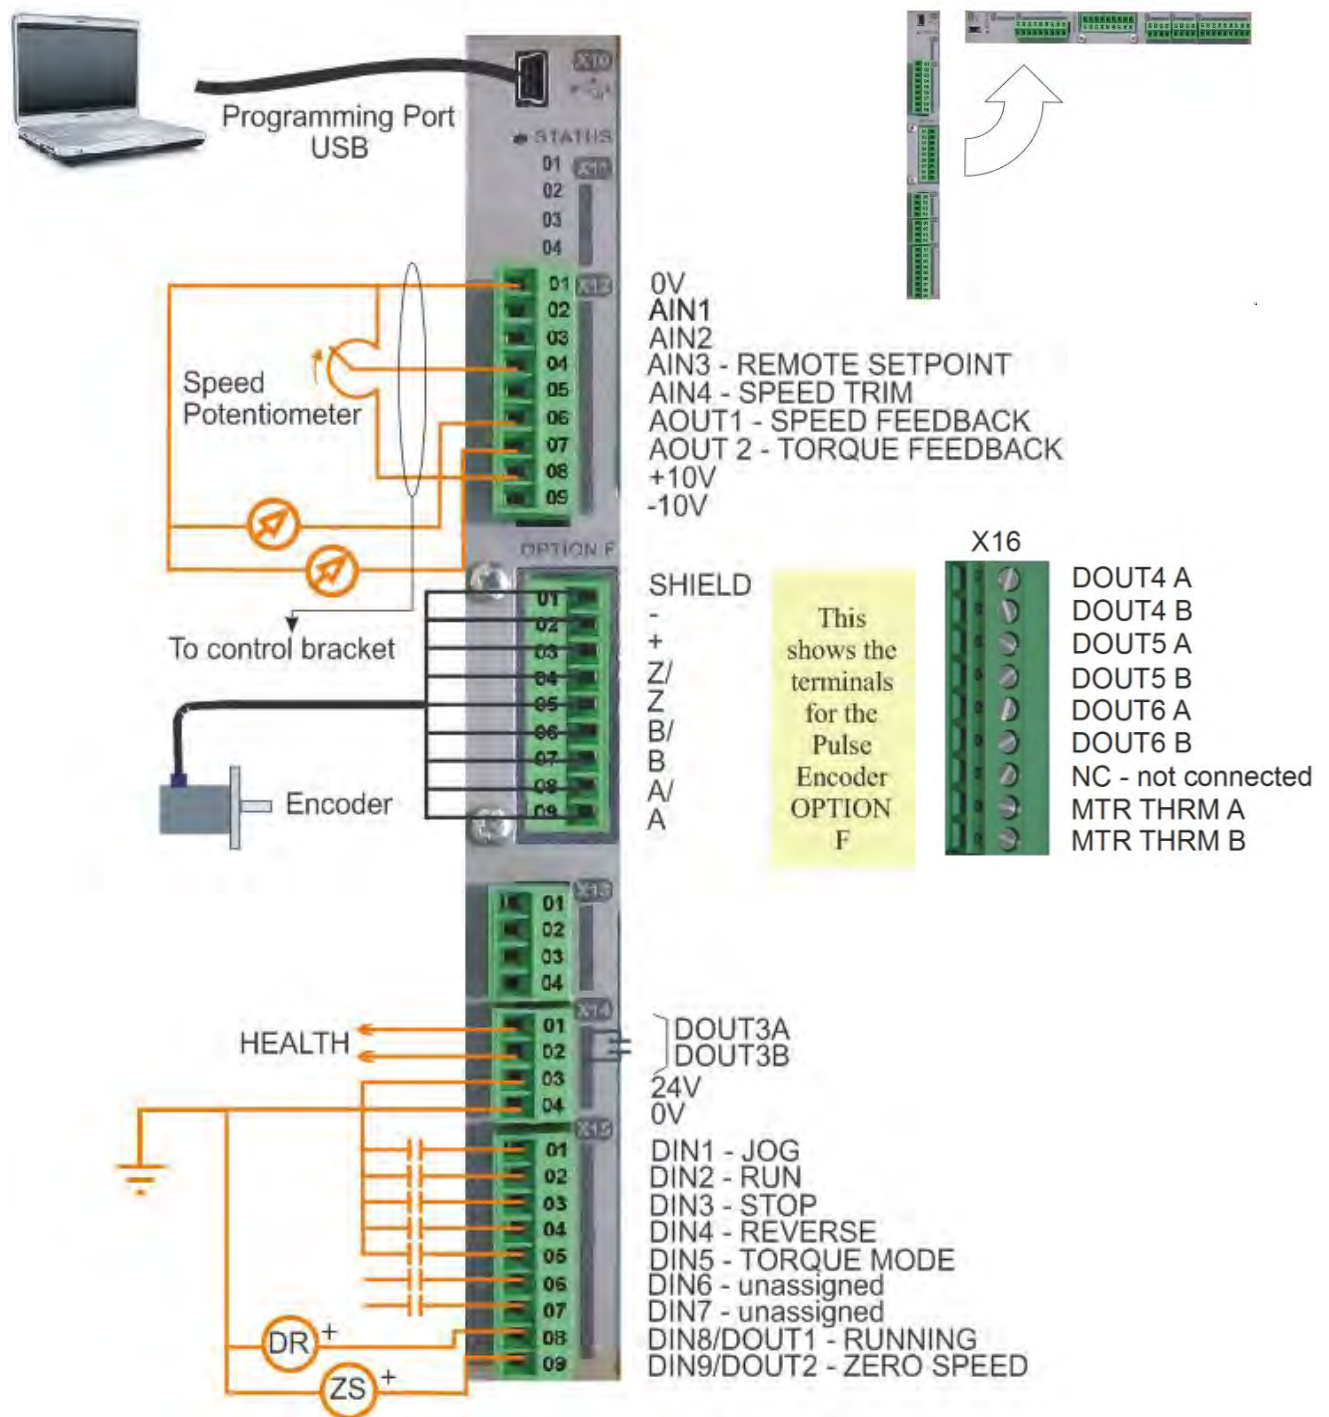 X10
Programming Port
USB
STATUS
01 X11
02
03
04
01 X12 0V
02 AIN1
03 AIN2
04 AIN3 - REMOTE SETPOINT
05 AIN4 - SPEED TRIM
06 AOUT1 - SPEED FEEDBACK
07 AOUT 2 - TORQUE FEEDBACK
08 +10V
09 -10V
Speed
Potentiometer
OPTION F
To control bracket
Encoder
01 SHIELD
02 -
03 +
04 Z/
05 Z
06 B/
07 B
08 A/
09 A
This
shows the
terminals
for the
Pulse
Encoder
OPTION
F
X16
DOUT4 A
DOUT4 B
DOUT5 A
DOUT5 B
DOUT6 A
DOUT6 B
NC - not connected
MTR THRM A
MTR THRM B
01 X13
02
03
04
X14
HEALTH
01 DOUT3A
02 DOUT3B
03 24V
04 0V
X15
01 DIN1 - JOG
02 DIN2 - RUN
03 DIN3 - STOP
04 DIN4 - REVERSE
05 DIN5 - TORQUE MODE
06 DIN6 - unassigned
07 DIN7 - unassigned
DR + 08 DIN8/DOUT1 - RUNNING
ZS + 09 DIN9/DOUT2 - ZERO SPEED